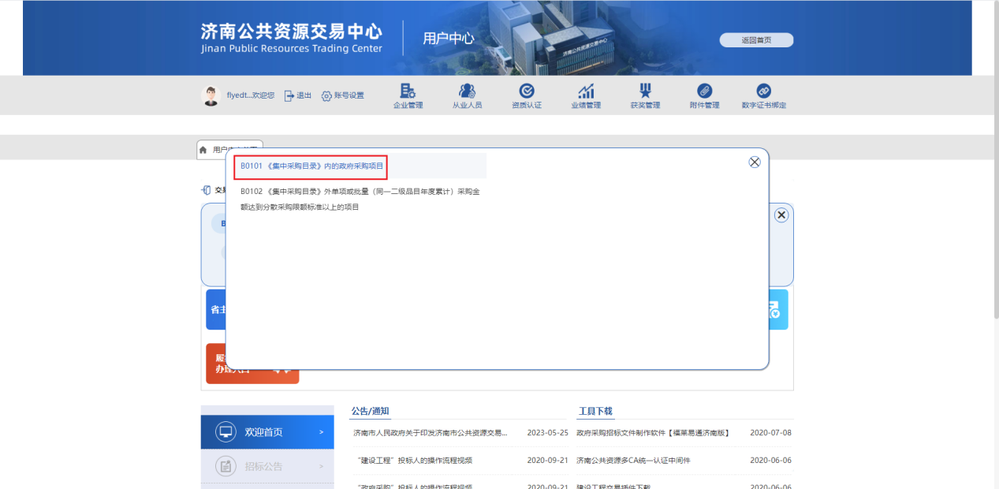 济南公共资源交易中心
Jinan Public Resources Trading Center
用户中心
济南公共资源交易中心
返回首页
flyedt...欢迎您
退出
账号设置
企业管理
从业人员
资质认证
业绩管理
获奖管理
附件管理
数字证书绑定
B0101 《集中采购目录》内的政府采购项目
B0102 《集中采购目录》外单项或批量（同一二级品目年度累计）采购金
额达到分散采购限额标准以上的项目
欢迎首页 >
招标公告 >
公告/通知
济南市人民政府关于印发济南市公共资源交易... 2023-05-25
“建设工程”投标人的操作流程视频 2020-09-21
“政府采购”投标人的操作流程视频 2020-09-21
工具下载
政府采购招标文件制作软件【福莱易通济南版】 2020-07-08
济南公共资源多CA统一认证中间件 2020-06-06
建设工程交易插件下载 2020-06-06